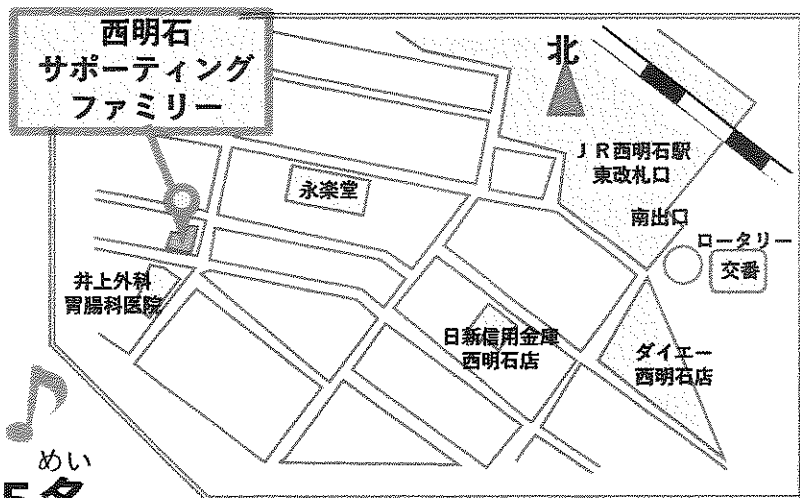 西明石
サポーティング
ファミリー
北
JR西明石駅
東改札口
永楽堂
南出口
ロータリー
交番
井上外科
胃腸科医院
日新信用金庫
西明石店
ダイエー
西明石店
めい
5名